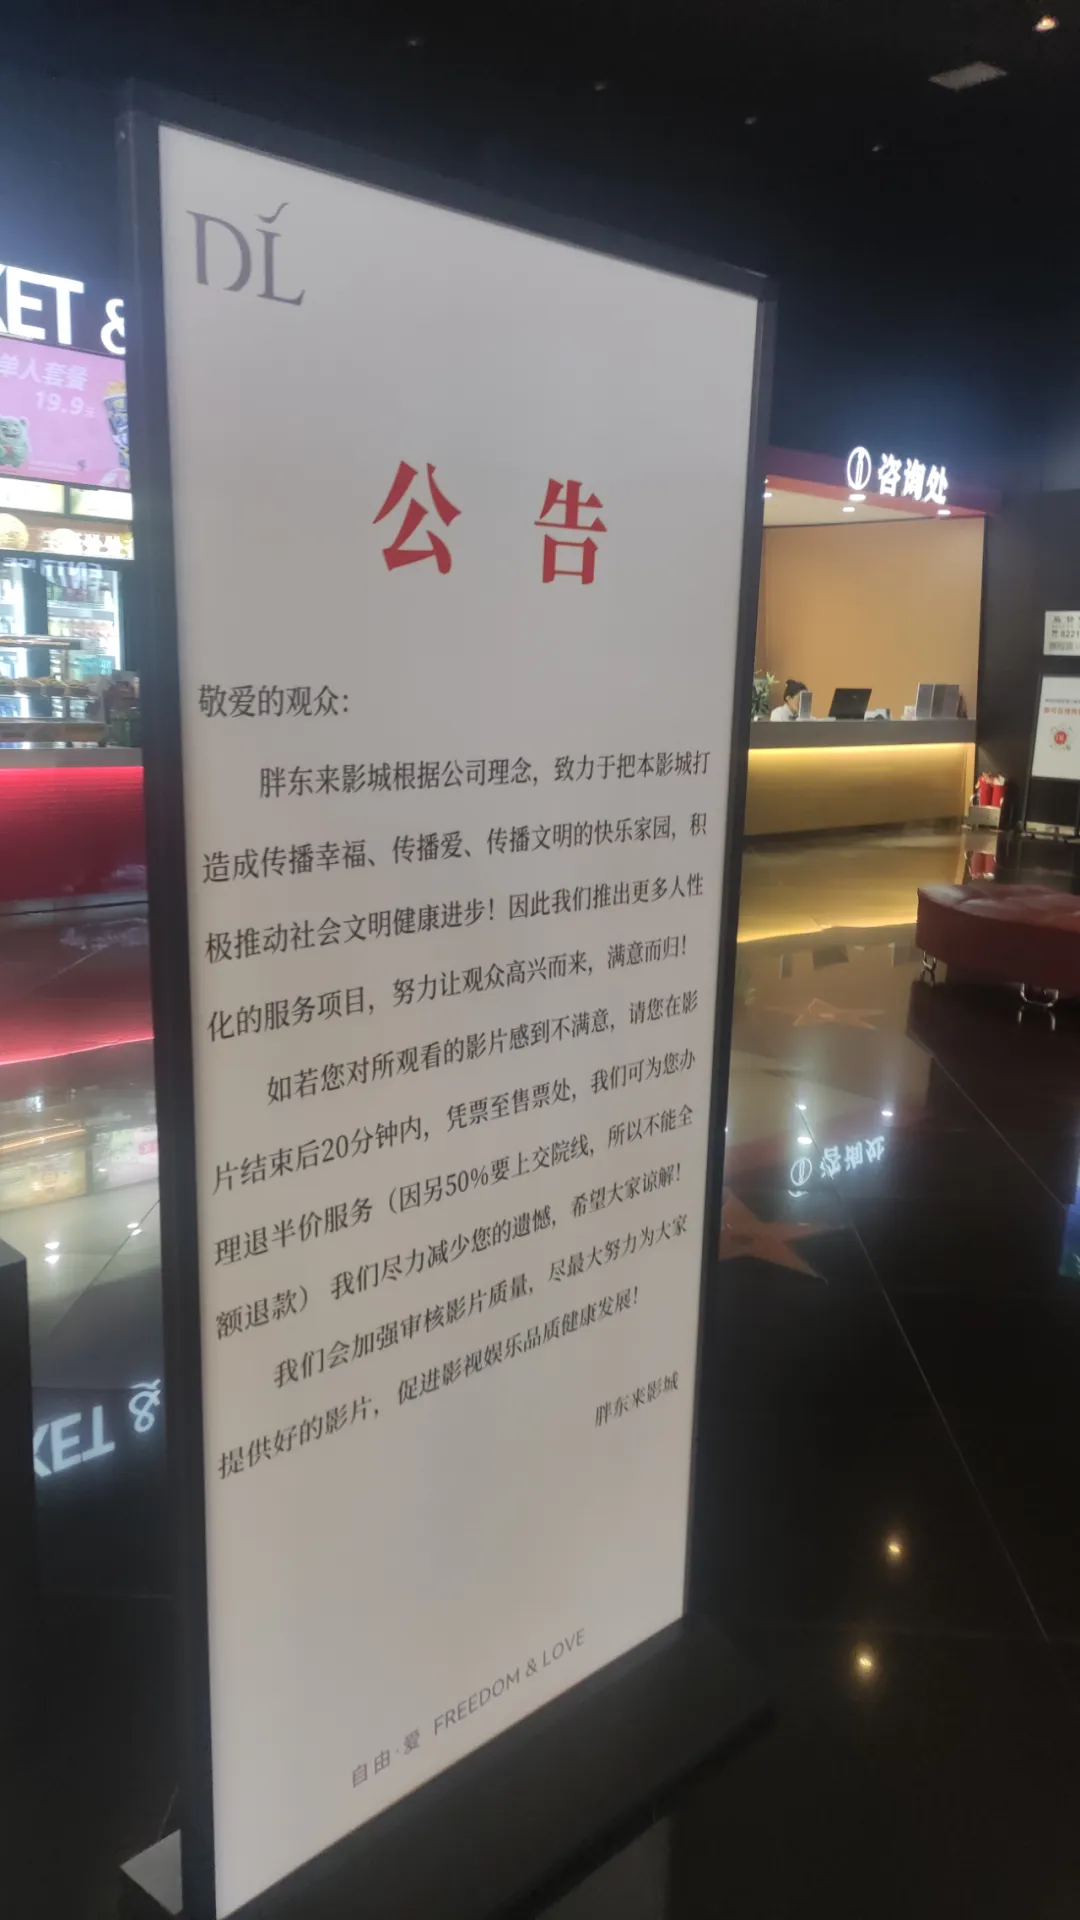 DL
公告
敬爱的观众：
胖东来影城根据公司理念，致力于把本影城打
造成传播幸福、传播爱、传播文明的快乐家园，积
极推动社会文明健康进步！因此我们推出更多人性
化的服务项目，努力让观众高兴而来，满意而归！
如若您对所观看的影片感到不满意，请您在影
片结束后20分钟内，凭票至售票处，我们可为您办
理退半价服务（因另50%要上交院线，所以不能全
额退款）我们尽力减少您的遗憾，希望大家谅解！
我们会加强审核影片质量，尽最大努力为大家
提供好的影片，促进影视娱乐品质健康发展！
胖东来影城
自由·爱 FREEDOM & LOVE
KET &
单人套餐
19.9元
咨询处